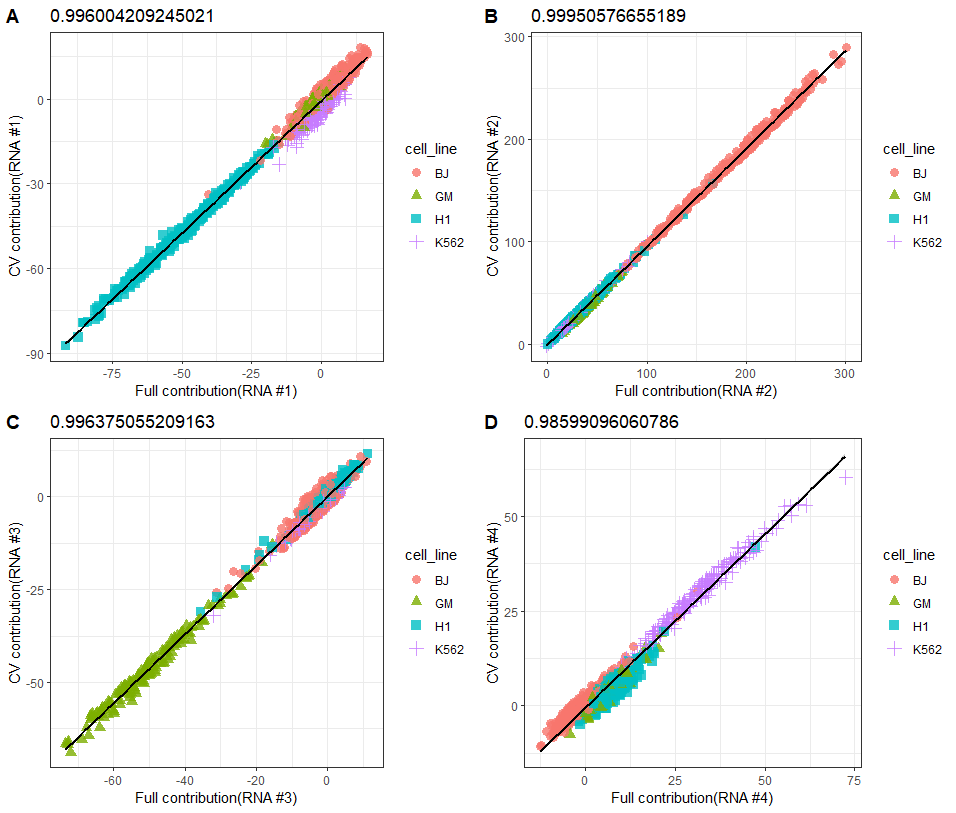 A
0.996004209245021
CV contribution(RNA #1)
0
-30
-60
-90
-75
-50
-25
0
Full contribution(RNA #1)
cell_line
BJ
GM
H1
K562
B
0.99950576655189
CV contribution(RNA #2)
300
200
100
0
0
100
200
300
Full contribution(RNA #2)
cell_line
BJ
GM
H1
K562
C
0.996375055209163
CV contribution(RNA #3)
0
-25
-50
-60
-40
-20
0
Full contribution(RNA #3)
cell_line
BJ
GM
H1
K562
D
0.98599096060786
CV contribution(RNA #4)
50
25
0
0
25
50
75
Full contribution(RNA #4)
cell_line
BJ
GM
H1
K562